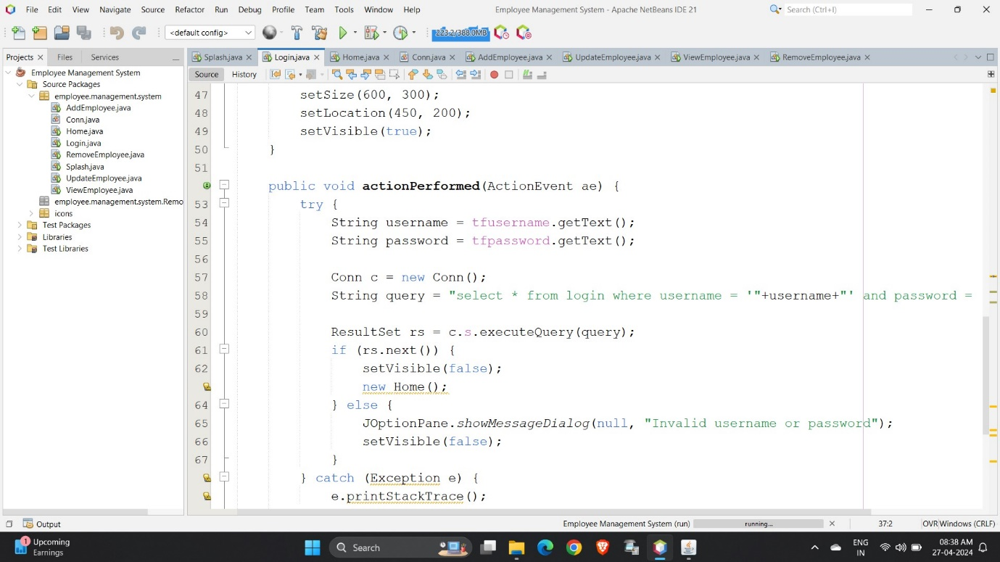 File Edit View Navigate Source Refactor Run Debug Profile Team Tools Window Help
Employee Management System - Apache NetBeans IDE 21
Search (Ctrl+I)
<default config>
223.2/388.0MB
Projects Files Services
Splash.java Login.java Home.java Conn.java AddEmployee.java UpdateEmployee.java ViewEmployee.java RemoveEmployee.java
Source History
Employee Management System
Source Packages
employee.management.system
AddEmployee.java
Conn.java
Home.java
Login.java
RemoveEmployee.java
Splash.java
UpdateEmployee.java
ViewEmployee.java
employee.management.system.Remo
icons
Test Packages
Libraries
Test Libraries
47 setSize(600, 300);
48 setLocation(450, 200);
49 setVisible(true);
50 }
51
public void actionPerformed(ActionEvent ae) {
53 try {
54 String username = tfusername.getText();
55 String password = tfpassword.getText();
56
57 Conn c = new Conn();
58 String query = "select * from login where username = '"+username+"' and password =
59
60 ResultSet rs = c.s.executeQuery(query);
61 if (rs.next()) {
62 setVisible(false);
new Home();
64 } else {
65 JOptionPane.showMessageDialog(null, "Invalid username or password");
66 setVisible(false);
67 }
} catch (Exception e) {
e.printStackTrace();
Output
Employee Management System (run) running... 37:2 OVR Windows (CRLF)
1
Upcoming
Earnings
Search
ENG
IN
08:38 AM
27-04-2024